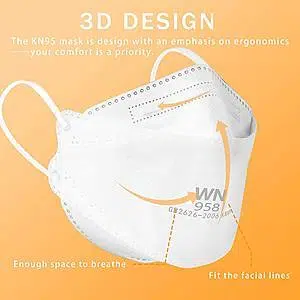 3D DESIGN
The KN95 mask is design with an emphasis on ergonomics
— your comfort is a priority.
WN
958
GB2626-2006
Enough space to breathe
Fit the facial lines